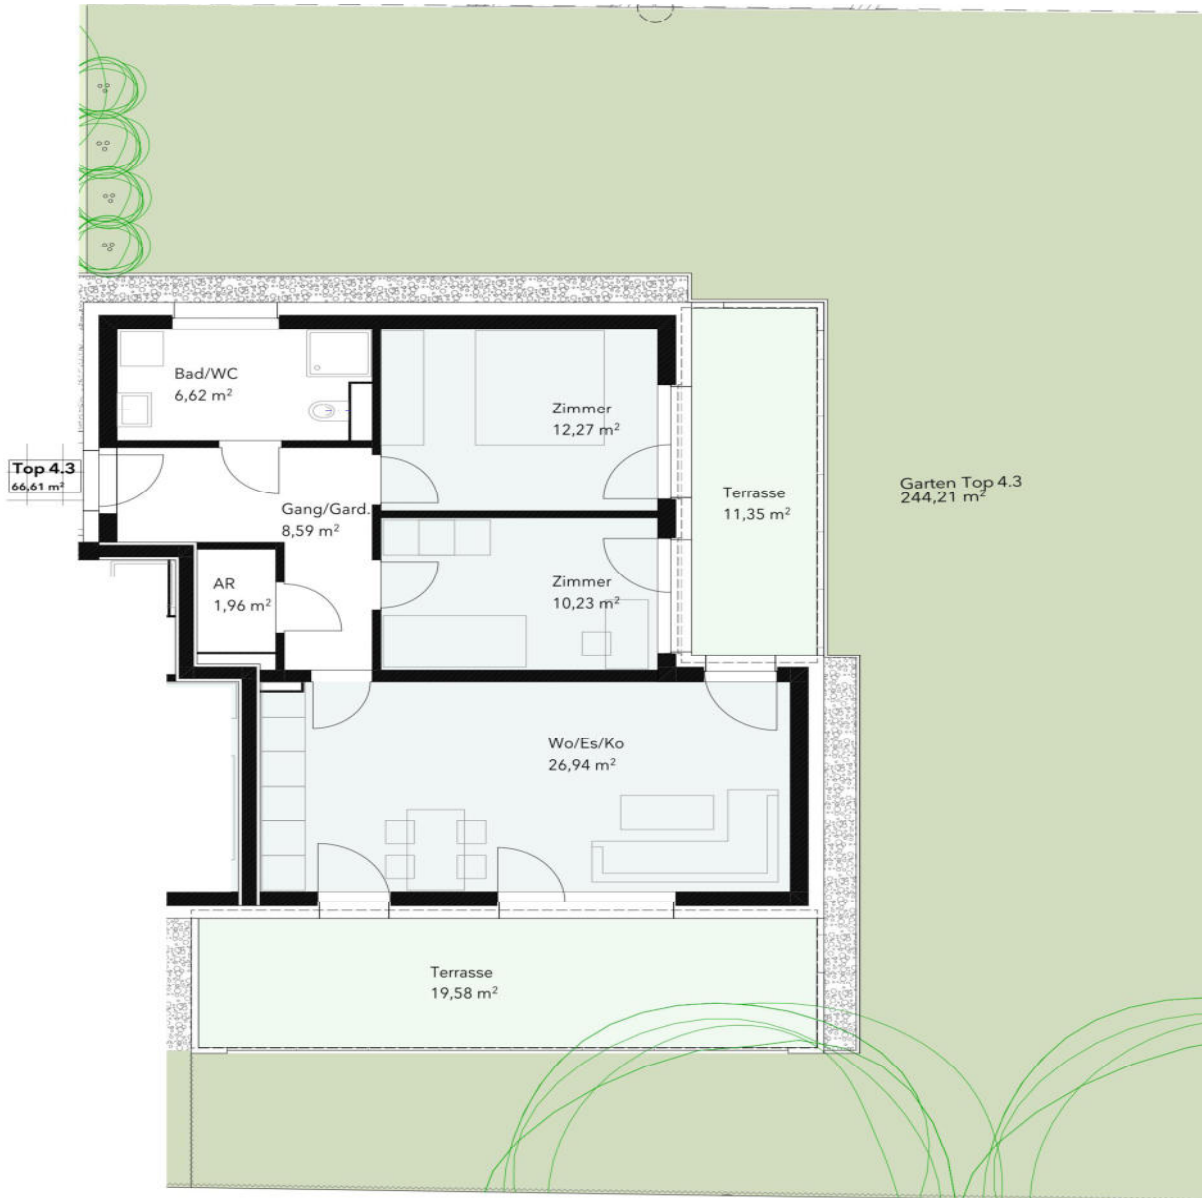 Bad/WC
6,62 m²
Zimmer
12,27 m²
Top 4.3
66,61 m²
Garten Top 4.3
244,21 m²
Terrasse
11,35 m²
Gang/Gard.
8,59 m²
AR
1,96 m²
Zimmer
10,23 m²
Wo/Es/Ko
26,94 m²
Terrasse
19,58 m²